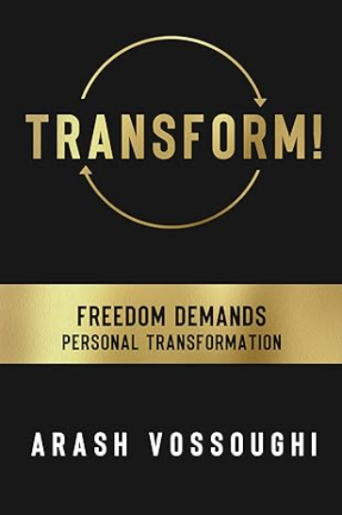 TRANSFORM!
FREEDOM DEMANDS
PERSONAL TRANSFORMATION
ARASH VOSSOUGHI